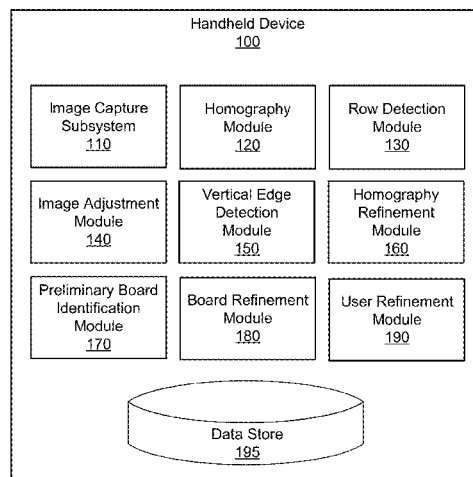 Handheld Device
100
Image Capture
Subsystem
110
Homography
Module
120
Row Detection
Module
130
Image Adjustment
Module
140
Vertical Edge
Detection
Module
150
Homography
Refinement
Module
160
Preliminary Board
Identification
Module
170
Board Refinement
Module
180
User Refinement
Module
190
Data Store
195